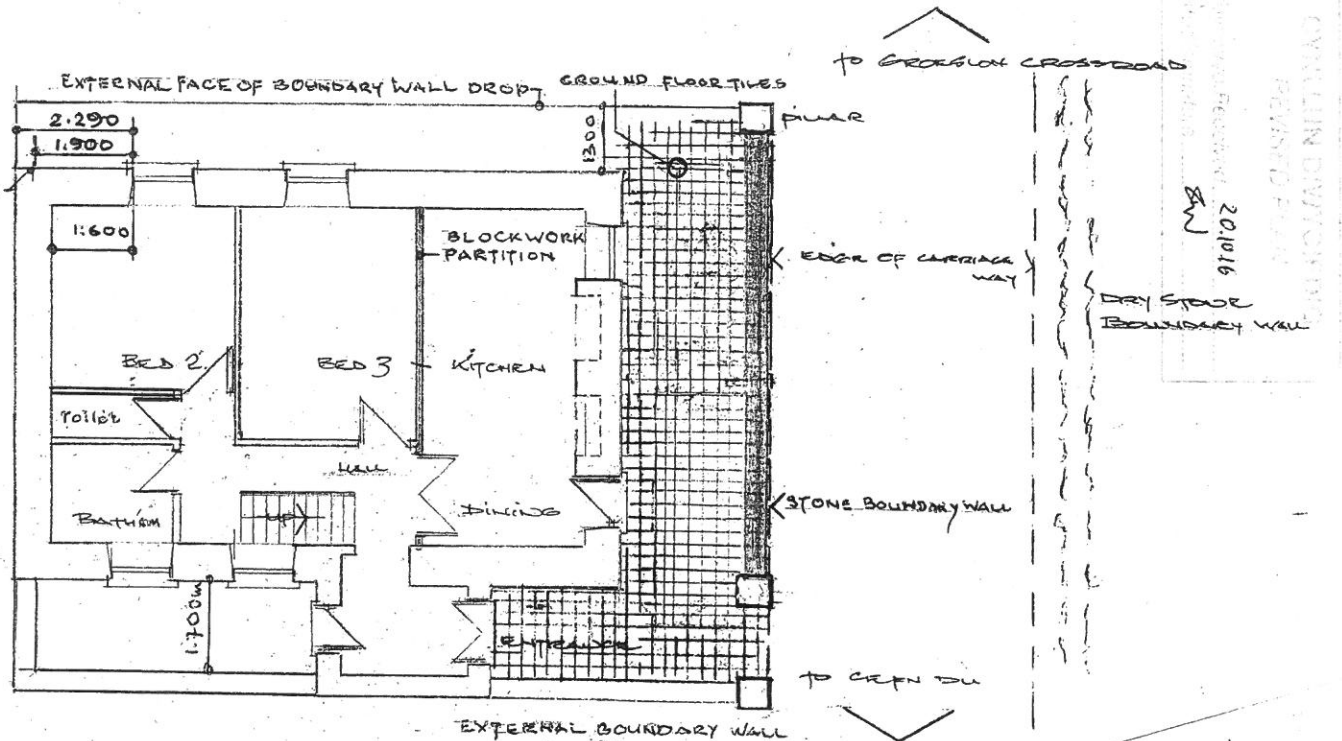 to GROESLON CROSSROAD
EXTERNAL FACE OF BOUNDARY WALL DROP
GROUND FLOOR TILES
PILLAR
2.290
1.900
1300
1:600
BLOCKWORK
PARTITION
EDGE OF CARRIAGE
WAY
DRY STONE
BOUNDARY WALL
20.10.16
BED 2
BED 3
KITCHEN
TOILET
HALL
BATHRM
UP
DINING
STONE BOUNDARY WALL
1.700m
ENTRANCE
to CEFN DU
EXTERNAL BOUNDARY WALL